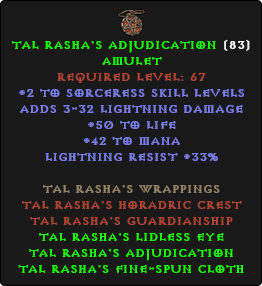 TAL RASHA'S ADJUDICATION (83)
AMULET
REQUIRED LEVEL: 67
+2 TO SORCERESS SKILL LEVELS
ADDS 3-32 LIGHTNING DAMAGE
+50 TO LIFE
+42 TO MANA
LIGHTNING RESIST +33%
TAL RASHA'S WRAPPINGS
TAL RASHA'S HORADRIC CREST
TAL RASHA'S GUARDIANSHIP
TAL RASHA'S LIDLESS EYE
TAL RASHA'S ADJUDICATION
TAL RASHA'S FINE-SPUN CLOTH